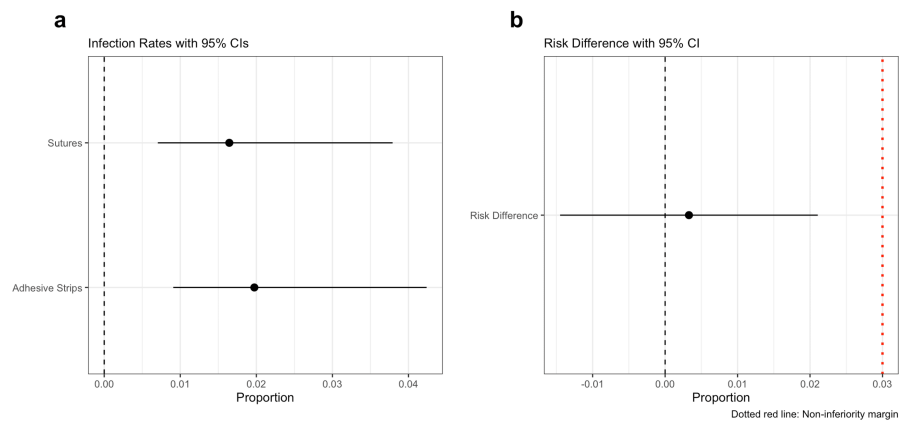 a
Infection Rates with 95% CIs
Sutures
Adhesive Strips
0.00 0.01 0.02 0.03 0.04
Proportion
b
Risk Difference with 95% CI
Risk Difference
-0.01 0.00 0.01 0.02 0.03
Proportion
Dotted red line: Non-inferiority margin